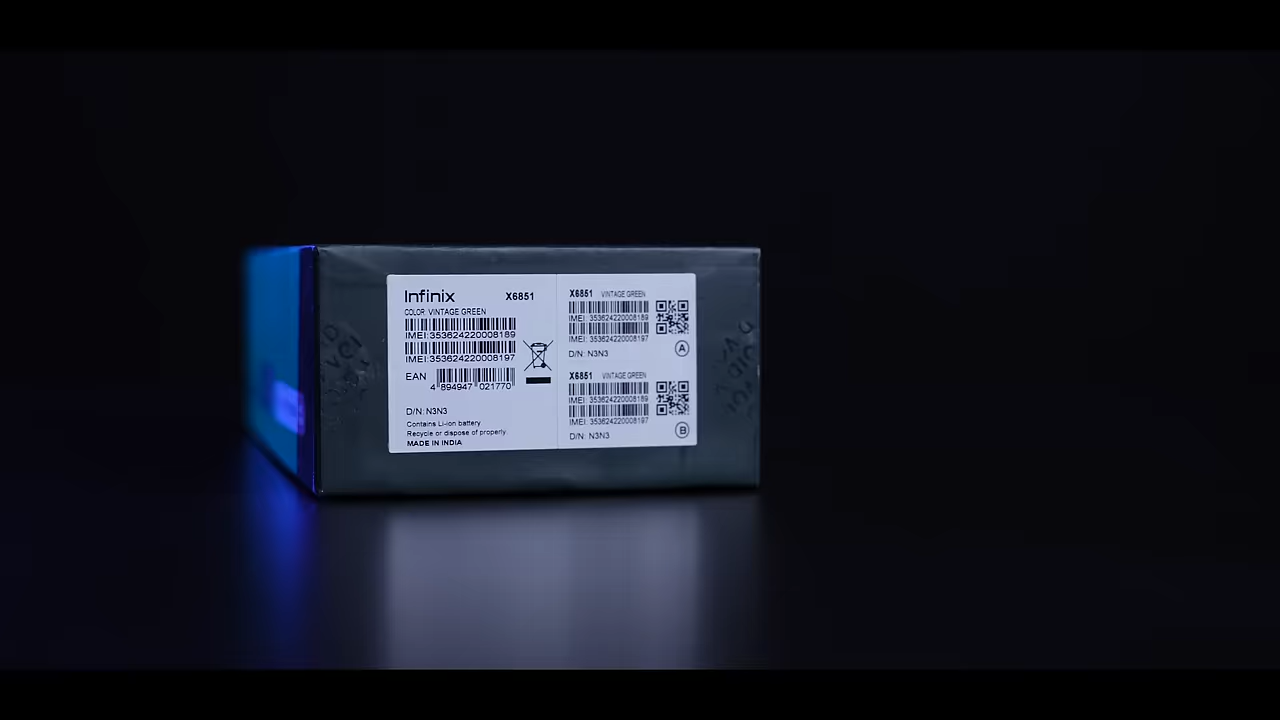 Infinix X6851
COLOR: VINTAGE GREEN
IMEI:353624220008189
IMEI:353624220008197
EAN
4 894947 021770
D/N: N3N3
Contains Li-ion battery.
Recycle or dispose of properly.
MADE IN INDIA
X6851 VINTAGE GREEN
IMEI: 353624220008189
IMEI: 353624220008197
D/N: N3N3
A
X6851 VINTAGE GREEN
IMEI: 353624220008189
IMEI: 353624220008197
D/N: N3N3
B